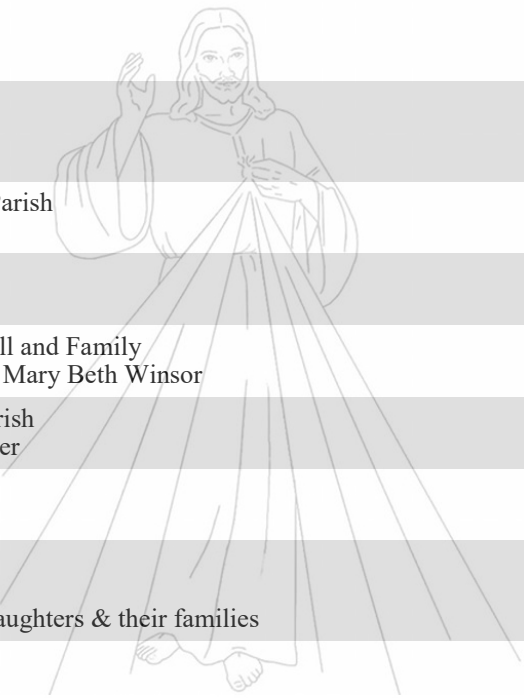 arish
ll and Family
Mary Beth Winsor
rish
er
aughters & their families